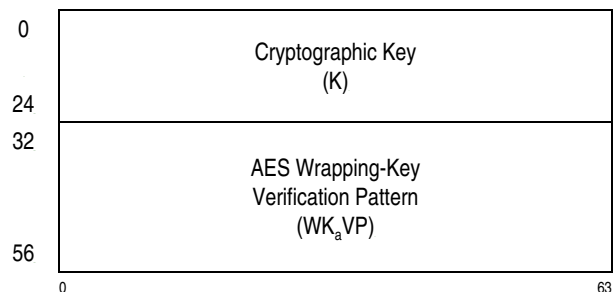 0
Cryptographic Key
(K)
24
32
AES Wrapping-Key
Verification Pattern
(WKaVP)
56
0 63